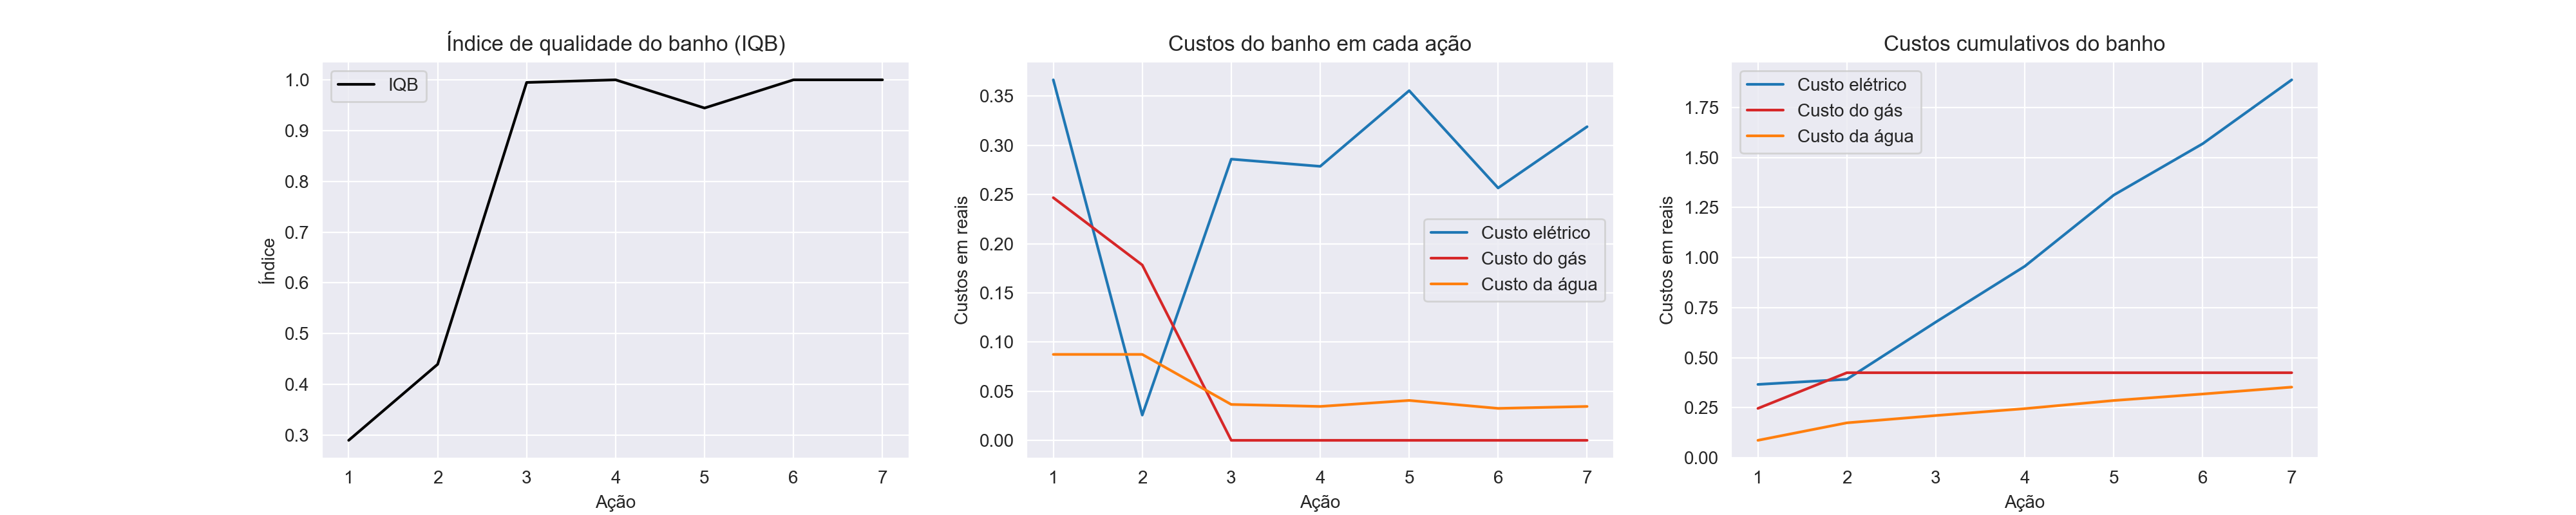 Índice de qualidade do banho (IQB)
IQB
1.0
0.9
0.8
0.7
0.6
0.5
0.4
0.3
Índice
1 2 3 4 5 6 7
Ação
Custos do banho em cada ação
0.35
0.30
0.25
0.20
0.15
0.10
0.05
0.00
Custos em reais
Custo elétrico
Custo do gás
Custo da água
1 2 3 4 5 6 7
Ação
Custos cumulativos do banho
Custo elétrico
Custo do gás
Custo da água
1.75
1.50
1.25
1.00
0.75
0.50
0.25
0.00
Custos em reais
1 2 3 4 5 6 7
Ação